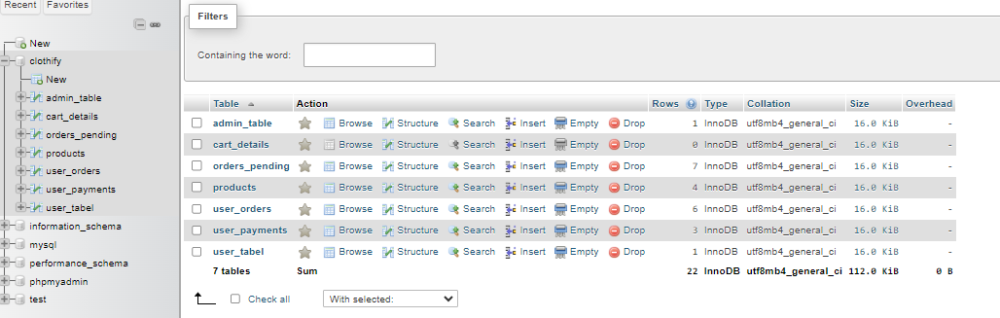 Recent Favorites
New
clothify
New
admin_table
cart_details
orders_pending
products
user_orders
user_payments
user_tabel
information_schema
mysql
performance_schema
phpmyadmin
test
Filters
Containing the word:
Table Action Rows Type Collation Size Overhead
admin_table Browse Structure Search Insert Empty Drop 1 InnoDB utf8mb4_general_ci 16.0 KiB -
cart_details Browse Structure Search Insert Empty Drop 0 InnoDB utf8mb4_general_ci 16.0 KiB -
orders_pending Browse Structure Search Insert Empty Drop 7 InnoDB utf8mb4_general_ci 16.0 KiB -
products Browse Structure Search Insert Empty Drop 4 InnoDB utf8mb4_general_ci 16.0 KiB -
user_orders Browse Structure Search Insert Empty Drop 6 InnoDB utf8mb4_general_ci 16.0 KiB -
user_payments Browse Structure Search Insert Empty Drop 3 InnoDB utf8mb4_general_ci 16.0 KiB -
user_tabel Browse Structure Search Insert Empty Drop 1 InnoDB utf8mb4_general_ci 16.0 KiB -
7 tables Sum 22 InnoDB utf8mb4_general_ci 112.0 KiB 0 B
Check all With selected: